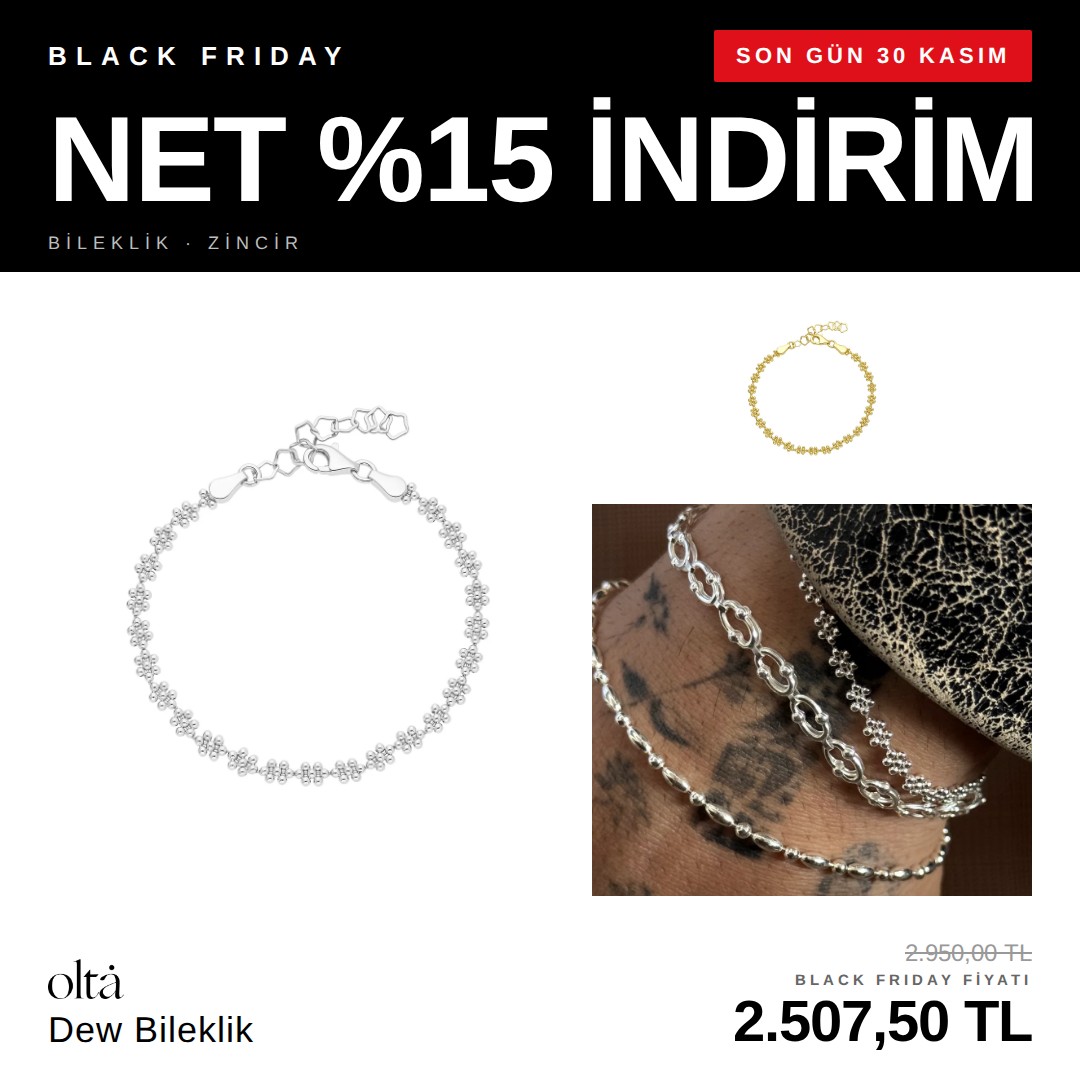 BLACK FRIDAY
SON GÜN 30 KASIM
NET %15 İNDİRİM
BİLEKLİK · ZİNCİR
olta
Dew Bileklik
2.950,00 TL
BLACK FRIDAY FİYATI
2.507,50 TL